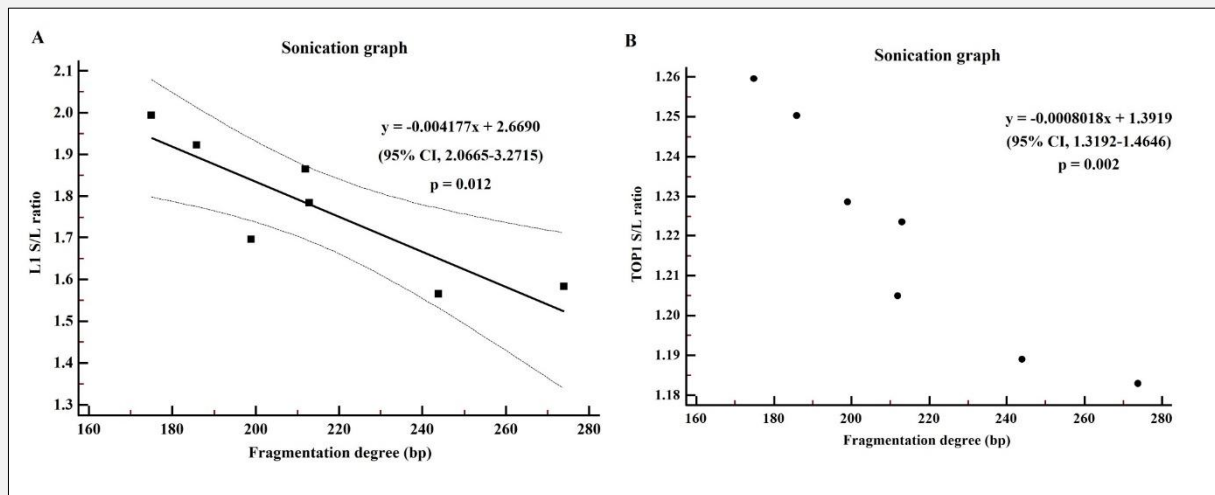 A
Sonication graph
y = -0.004177x + 2.6690
(95% CI, 2.0665-3.2715)
p = 0.012
L1 S/L ratio
2.1
2.0
1.9
1.8
1.7
1.6
1.5
1.4
1.3
160 180 200 220 240 260 280
Fragmentation degree (bp)
B
Sonication graph
y = -0.0008018x + 1.3919
(95% CI, 1.3192-1.4646)
p = 0.002
TOP1 S/L ratio
1.26
1.25
1.24
1.23
1.22
1.21
1.20
1.19
1.18
160 180 200 220 240 260 280
Fragmentation degree (bp)